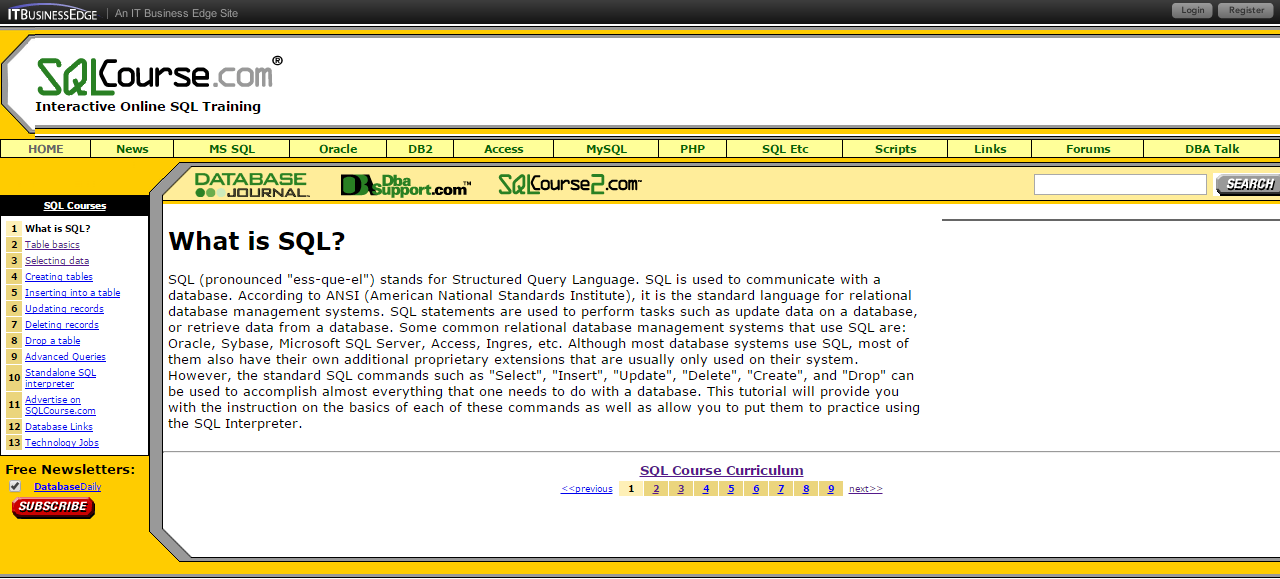 ITBUSINESSEDGE | An IT Business Edge Site
Login Register
SQLCourse.com®
Interactive Online SQL Training
HOME News MS SQL Oracle DB2 Access MySQL PHP SQL Etc Scripts Links Forums DBA Talk
DATABASE JOURNAL DbaSupport.com™ SQLCourse2.com™ SEARCH
SQL Courses
1 What is SQL?
2 Table basics
3 Selecting data
4 Creating tables
5 Inserting into a table
6 Updating records
7 Deleting records
8 Drop a table
9 Advanced Queries
10 Standalone SQL
interpreter
11 Advertise on
SQLCourse.com
12 Database Links
13 Technology Jobs
Free Newsletters:
DatabaseDaily
SUBSCRIBE
What is SQL?
SQL (pronounced "ess-que-el") stands for Structured Query Language. SQL is used to communicate with a
database. According to ANSI (American National Standards Institute), it is the standard language for relational
database management systems. SQL statements are used to perform tasks such as update data on a database,
or retrieve data from a database. Some common relational database management systems that use SQL are:
Oracle, Sybase, Microsoft SQL Server, Access, Ingres, etc. Although most database systems use SQL, most of
them also have their own additional proprietary extensions that are usually only used on their system.
However, the standard SQL commands such as "Select", "Insert", "Update", "Delete", "Create", and "Drop" can
be used to accomplish almost everything that one needs to do with a database. This tutorial will provide you
with the instruction on the basics of each of these commands as well as allow you to put them to practice using
the SQL Interpreter.
SQL Course Curriculum
<<previous 1 2 3 4 5 6 7 8 9 next>>